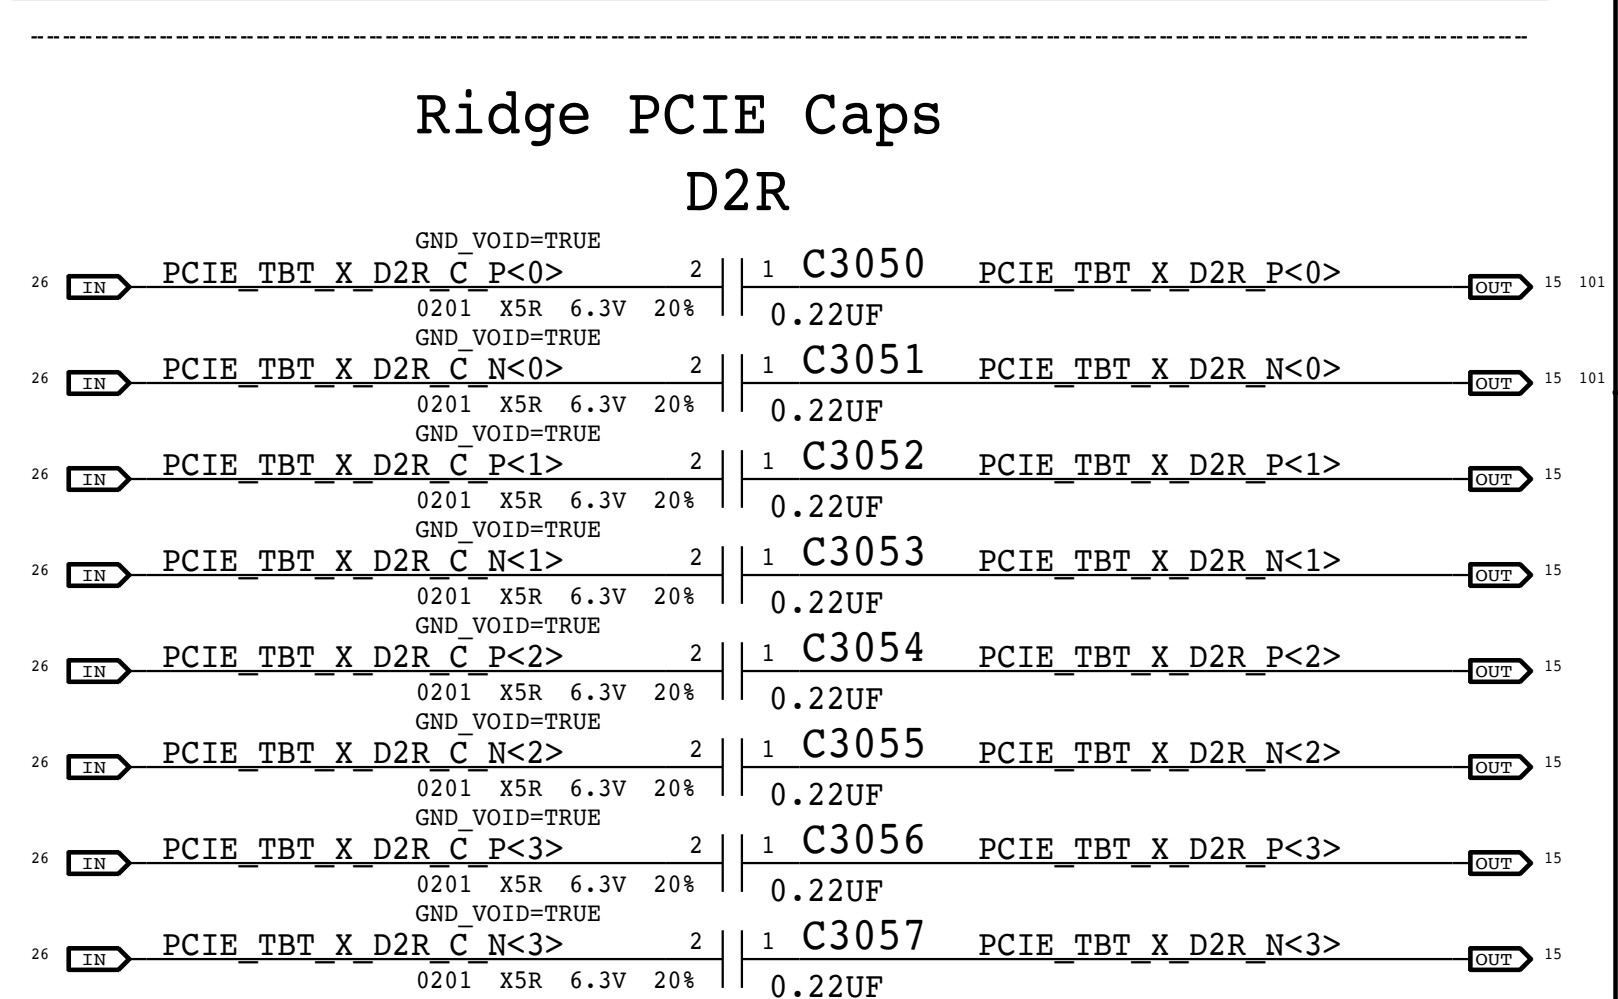 Ridge PCIE Caps
D2R
GND_VOID=TRUE
26 IN PCIE_TBT_X_D2R_C_P<0> 2 1 C3050 PCIE_TBT_X_D2R_P<0> OUT 15 101
0201 X5R 6.3V 20% 0.22UF
GND_VOID=TRUE
26 IN PCIE_TBT_X_D2R_C_N<0> 2 1 C3051 PCIE_TBT_X_D2R_N<0> OUT 15 101
0201 X5R 6.3V 20% 0.22UF
GND_VOID=TRUE
26 IN PCIE_TBT_X_D2R_C_P<1> 2 1 C3052 PCIE_TBT_X_D2R_P<1> OUT 15
0201 X5R 6.3V 20% 0.22UF
GND_VOID=TRUE
26 IN PCIE_TBT_X_D2R_C_N<1> 2 1 C3053 PCIE_TBT_X_D2R_N<1> OUT 15
0201 X5R 6.3V 20% 0.22UF
GND_VOID=TRUE
26 IN PCIE_TBT_X_D2R_C_P<2> 2 1 C3054 PCIE_TBT_X_D2R_P<2> OUT 15
0201 X5R 6.3V 20% 0.22UF
GND_VOID=TRUE
26 IN PCIE_TBT_X_D2R_C_N<2> 2 1 C3055 PCIE_TBT_X_D2R_N<2> OUT 15
0201 X5R 6.3V 20% 0.22UF
GND_VOID=TRUE
26 IN PCIE_TBT_X_D2R_C_P<3> 2 1 C3056 PCIE_TBT_X_D2R_P<3> OUT 15
0201 X5R 6.3V 20% 0.22UF
GND_VOID=TRUE
26 IN PCIE_TBT_X_D2R_C_N<3> 2 1 C3057 PCIE_TBT_X_D2R_N<3> OUT 15
0201 X5R 6.3V 20% 0.22UF